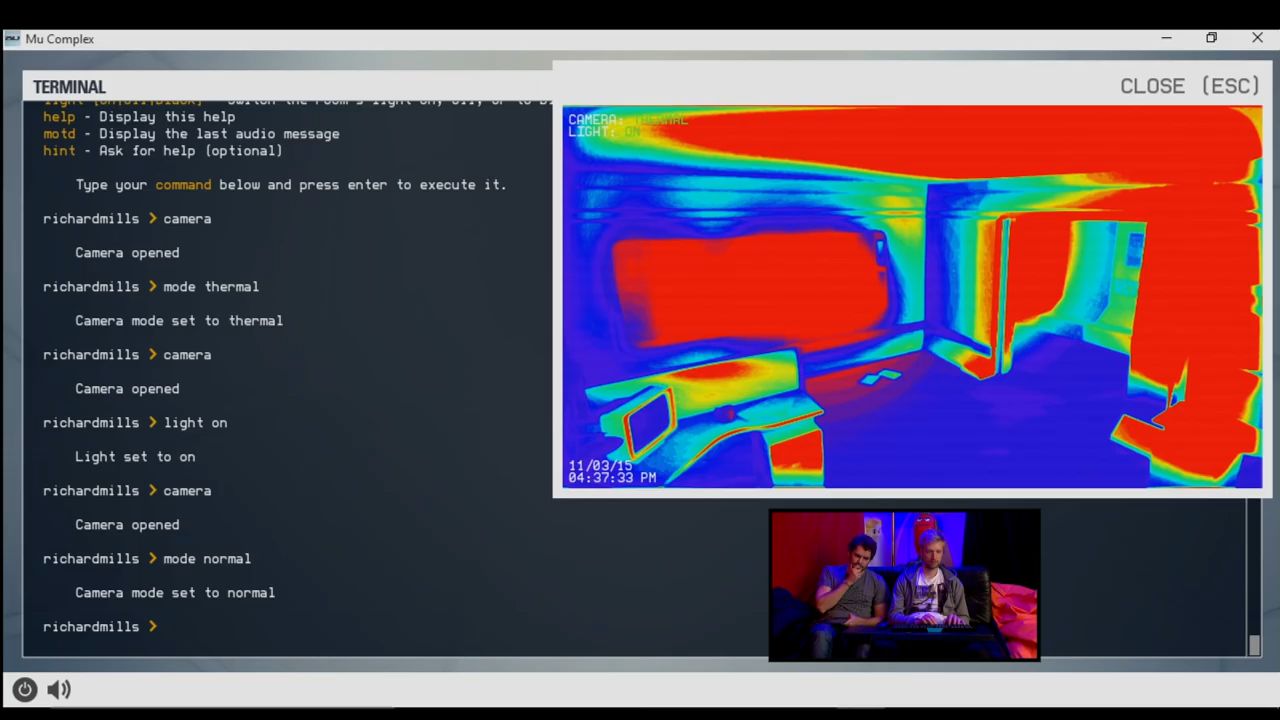 Mu Complex
TERMINAL
CLOSE (ESC)
help - Display this help
motd - Display the last audio message
hint - Ask for help (optional)
Type your command below and press enter to execute it.
richardmills > camera
Camera opened
richardmills > mode thermal
Camera mode set to thermal
richardmills > camera
Camera opened
richardmills > light on
Light set to on
richardmills > camera
Camera opened
richardmills > mode normal
Camera mode set to normal
richardmills >
CAMERA: THERMAL
LIGHT: ON
11/03/15
04:37:33 PM